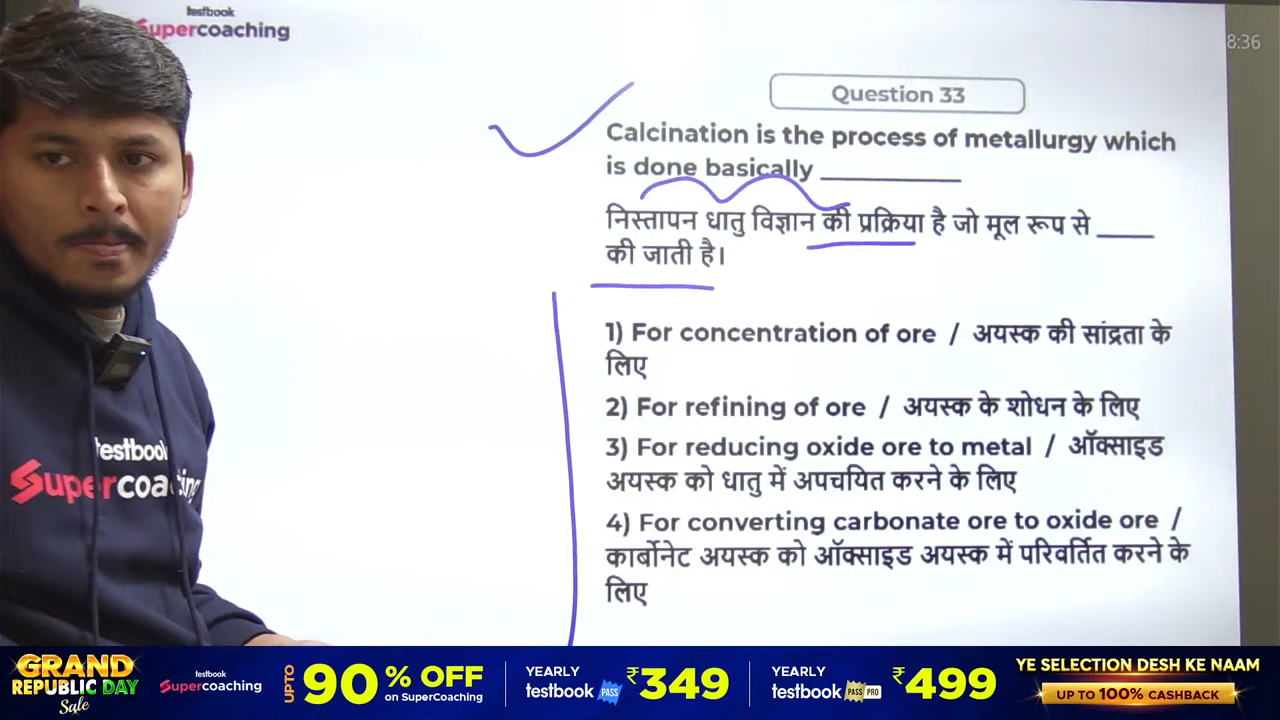 testbook
Supercoaching
8:36
Question 33
Calcination is the process of metallurgy which
is done basically ___________
निस्तापन धातु विज्ञान की प्रक्रिया है जो मूल रूप से ____
की जाती है।
1) For concentration of ore / अयस्क की सांद्रता के
लिए
2) For refining of ore / अयस्क के शोधन के लिए
3) For reducing oxide ore to metal / ऑक्साइड
अयस्क को धातु में अपचयित करने के लिए
4) For converting carbonate ore to oxide ore /
कार्बोनेट अयस्क को ऑक्साइड अयस्क में परिवर्तित करने के
लिए
testbook
Supercoaching
GRAND
REPUBLIC DAY
Sale
testbook
Supercoaching
UPTO 90% OFF
on SuperCoaching
YEARLY
testbook PASS ₹349
YEARLY
testbook PASS PRO ₹499
YE SELECTION DESH KE NAAM
UP TO 100% CASHBACK